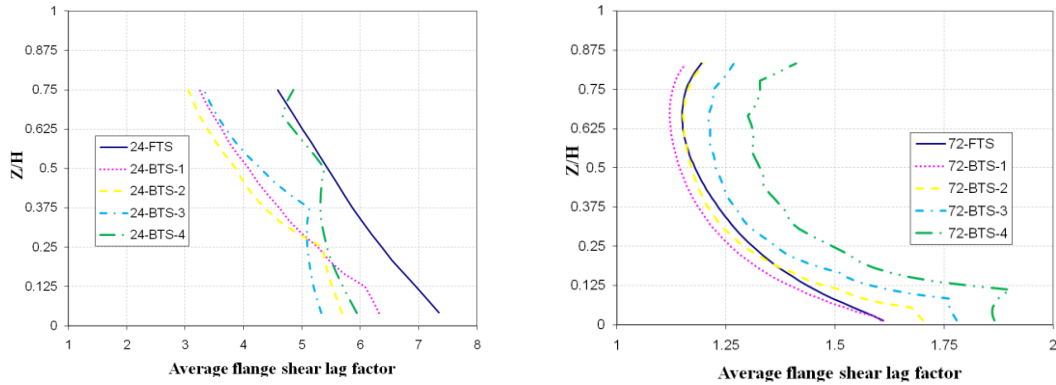 1
0.875
0.75
0.625
0.5
0.375
0.25
0.125
0
Z/H
24-FTS
24-BTS-1
24-BTS-2
24-BTS-3
24-BTS-4
1 2 3 4 5 6 7 8
Average flange shear lag factor
1
0.875
0.75
0.625
0.5
0.375
0.25
0.125
0
Z/H
72-FTS
72-BTS-1
72-BTS-2
72-BTS-3
72-BTS-4
1 1.25 1.5 1.75 2
Average flange shear lag factor